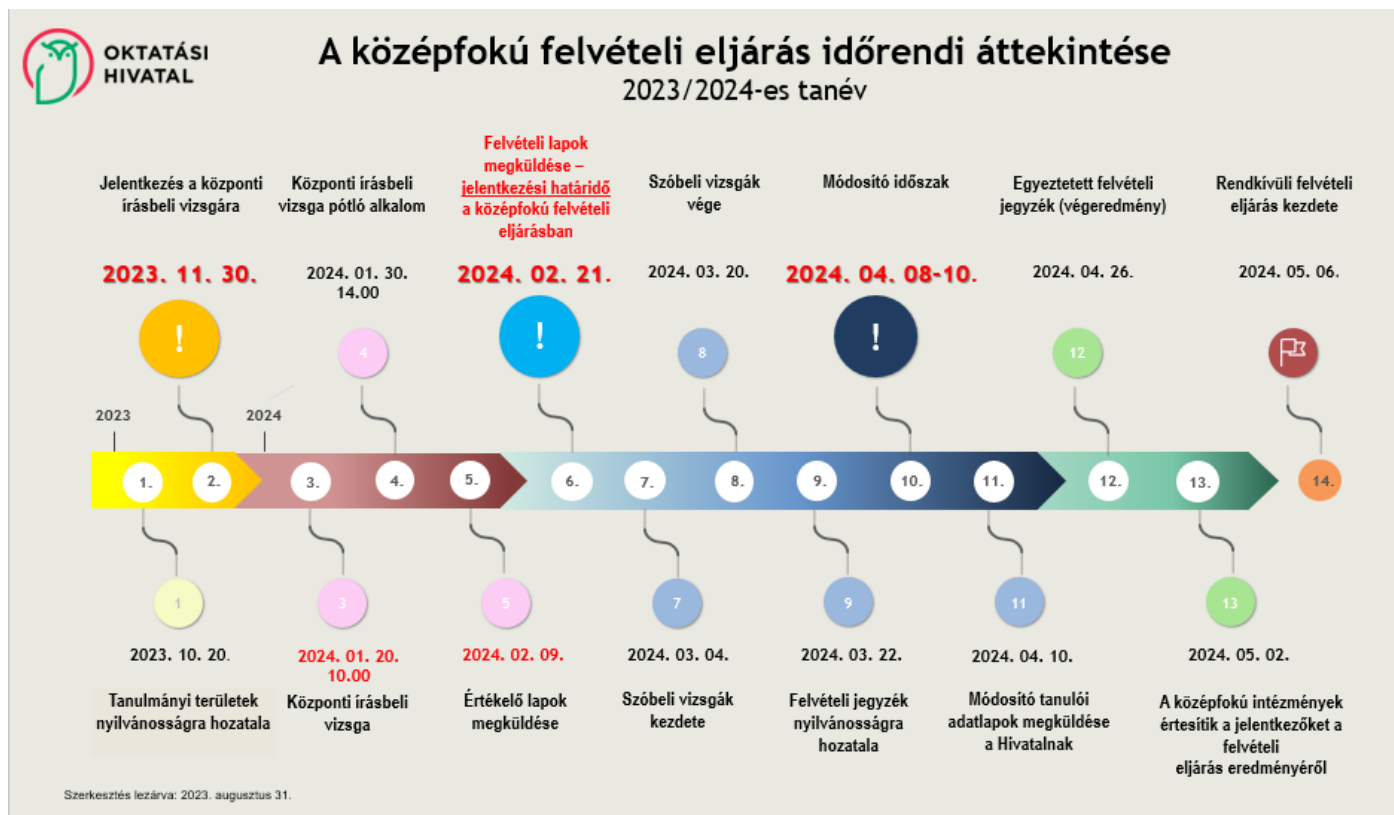 OKTATÁSI
HIVATAL
A középfokú felvételi eljárás időrendi áttekintése
2023/2024-es tanév
Jelentkezés a központi
írásbeli vizsgára
2023. 11. 30.
!
Központi írásbeli
vizsga pótló alkalom
2024. 01. 30.
14.00
4
Felvételi lapok
megküldése –
jelentkezési határidő
a középfokú felvételi
eljárásban
2024. 02. 21.
!
Szóbeli vizsgák
vége
2024. 03. 20.
8
Módosító időszak
2024. 04. 08-10.
!
Egyeztetett felvételi
jegyzék (végeredmény)
2024. 04. 26.
12
Rendkívüli felvételi
eljárás kezdete
2024. 05. 06.
2023
2024
1.
2.
3.
4.
5.
6.
7.
8.
9.
10.
11.
12.
13.
14.
1
2023. 10. 20.
Tanulmányi területek
nyilvánosságra hozatala
3
2024. 01. 20.
10.00
Központi írásbeli
vizsga
5
2024. 02. 09.
Értékelő lapok
megküldése
7
2024. 03. 04.
Szóbeli vizsgák
kezdete
9
2024. 03. 22.
Felvételi jegyzék
nyilvánosságra
hozatala
11
2024. 04. 10.
Módosító tanulói
adatlapok megküldése
a Hivatalnak
13
2024. 05. 02.
A középfokú intézmények
értesítik a jelentkezőket a
felvételi
eljárás eredményéről
Szerkesztés lezárva: 2023. augusztus 31.